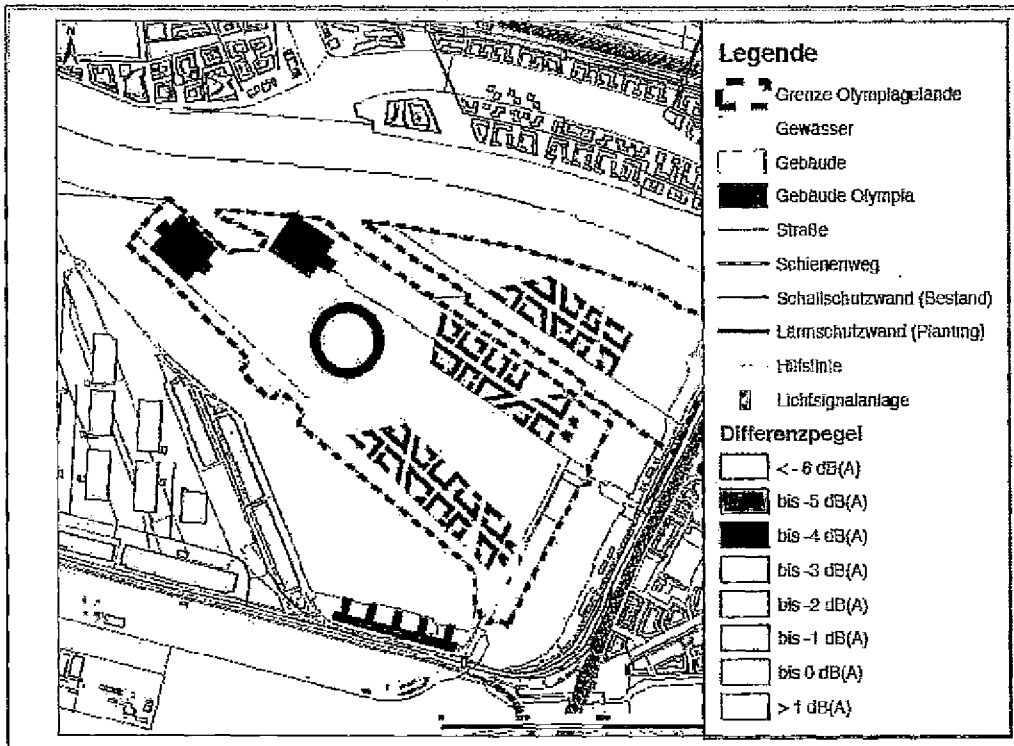 N
Legende
Grenze Olympiagelände
Gewässer
Gebäude
Gebäude Olympia
Straße
Schienenweg
Schallschutzwand (Bestand)
Lärmschutzwand (Planung)
Hilfslinie
Lichtsignalanlage
Differenzpegel
< -6 dB(A)
bis -5 dB(A)
bis -4 dB(A)
bis -3 dB(A)
bis -2 dB(A)
bis -1 dB(A)
bis 0 dB(A)
> 1 dB(A)